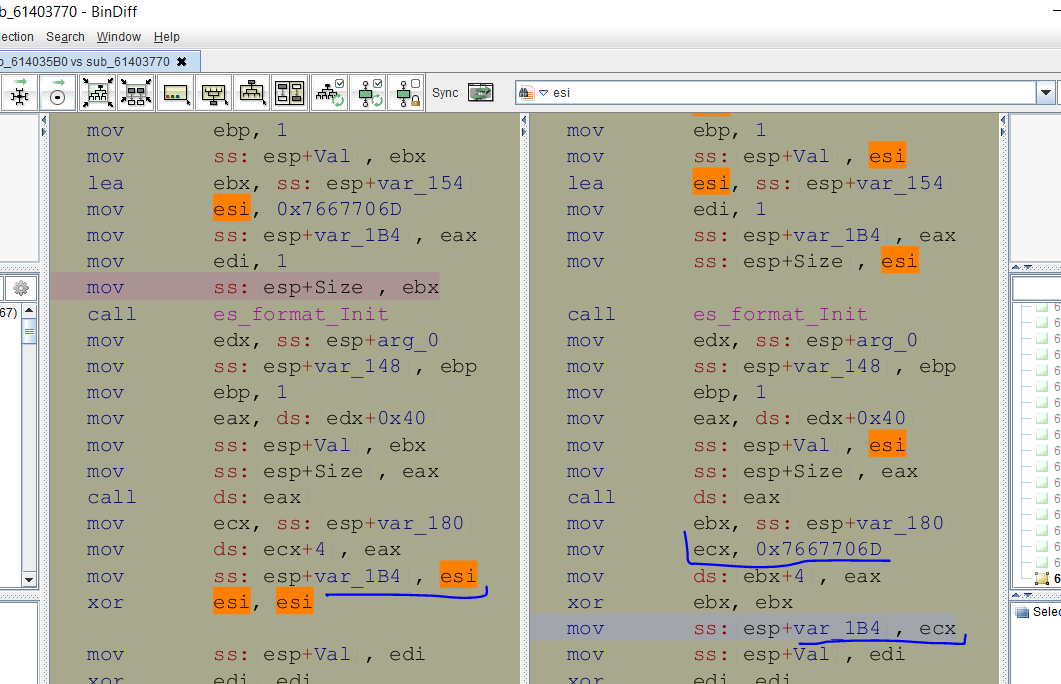 b_61403770 - BinDiff
lection Search Window Help
o_614035B0 vs sub_61403770 ✖
Sync esi
mov ebp, 1
mov ss: esp+Val , ebx
lea ebx, ss: esp+var_154
mov esi, 0x7667706D
mov ss: esp+var_1B4 , eax
mov edi, 1
mov ss: esp+Size , ebx
call es_format_Init
mov edx, ss: esp+arg_0
mov ss: esp+var_148 , ebp
mov ebp, 1
mov eax, ds: edx+0x40
mov ss: esp+Val , ebx
mov ss: esp+Size , eax
call ds: eax
mov ecx, ss: esp+var_180
mov ds: ecx+4 , eax
mov ss: esp+var_1B4 , esi
xor esi, esi
mov ss: esp+Val , edi
xor edi, edi
mov ebp, 1
mov ss: esp+Val , esi
lea esi, ss: esp+var_154
mov edi, 1
mov ss: esp+var_1B4 , eax
mov ss: esp+Size , esi
call es_format_Init
mov edx, ss: esp+arg_0
mov ss: esp+var_148 , ebp
mov ebp, 1
mov eax, ds: edx+0x40
mov ss: esp+Val , esi
mov ss: esp+Size , eax
call ds: eax
mov ebx, ss: esp+var_180
mov ecx, 0x7667706D
mov ds: ebx+4 , eax
xor ebx, ebx
mov ss: esp+var_1B4 , ecx
mov ss: esp+Val , edi
xor edi, edi
67)
6
6
Selec